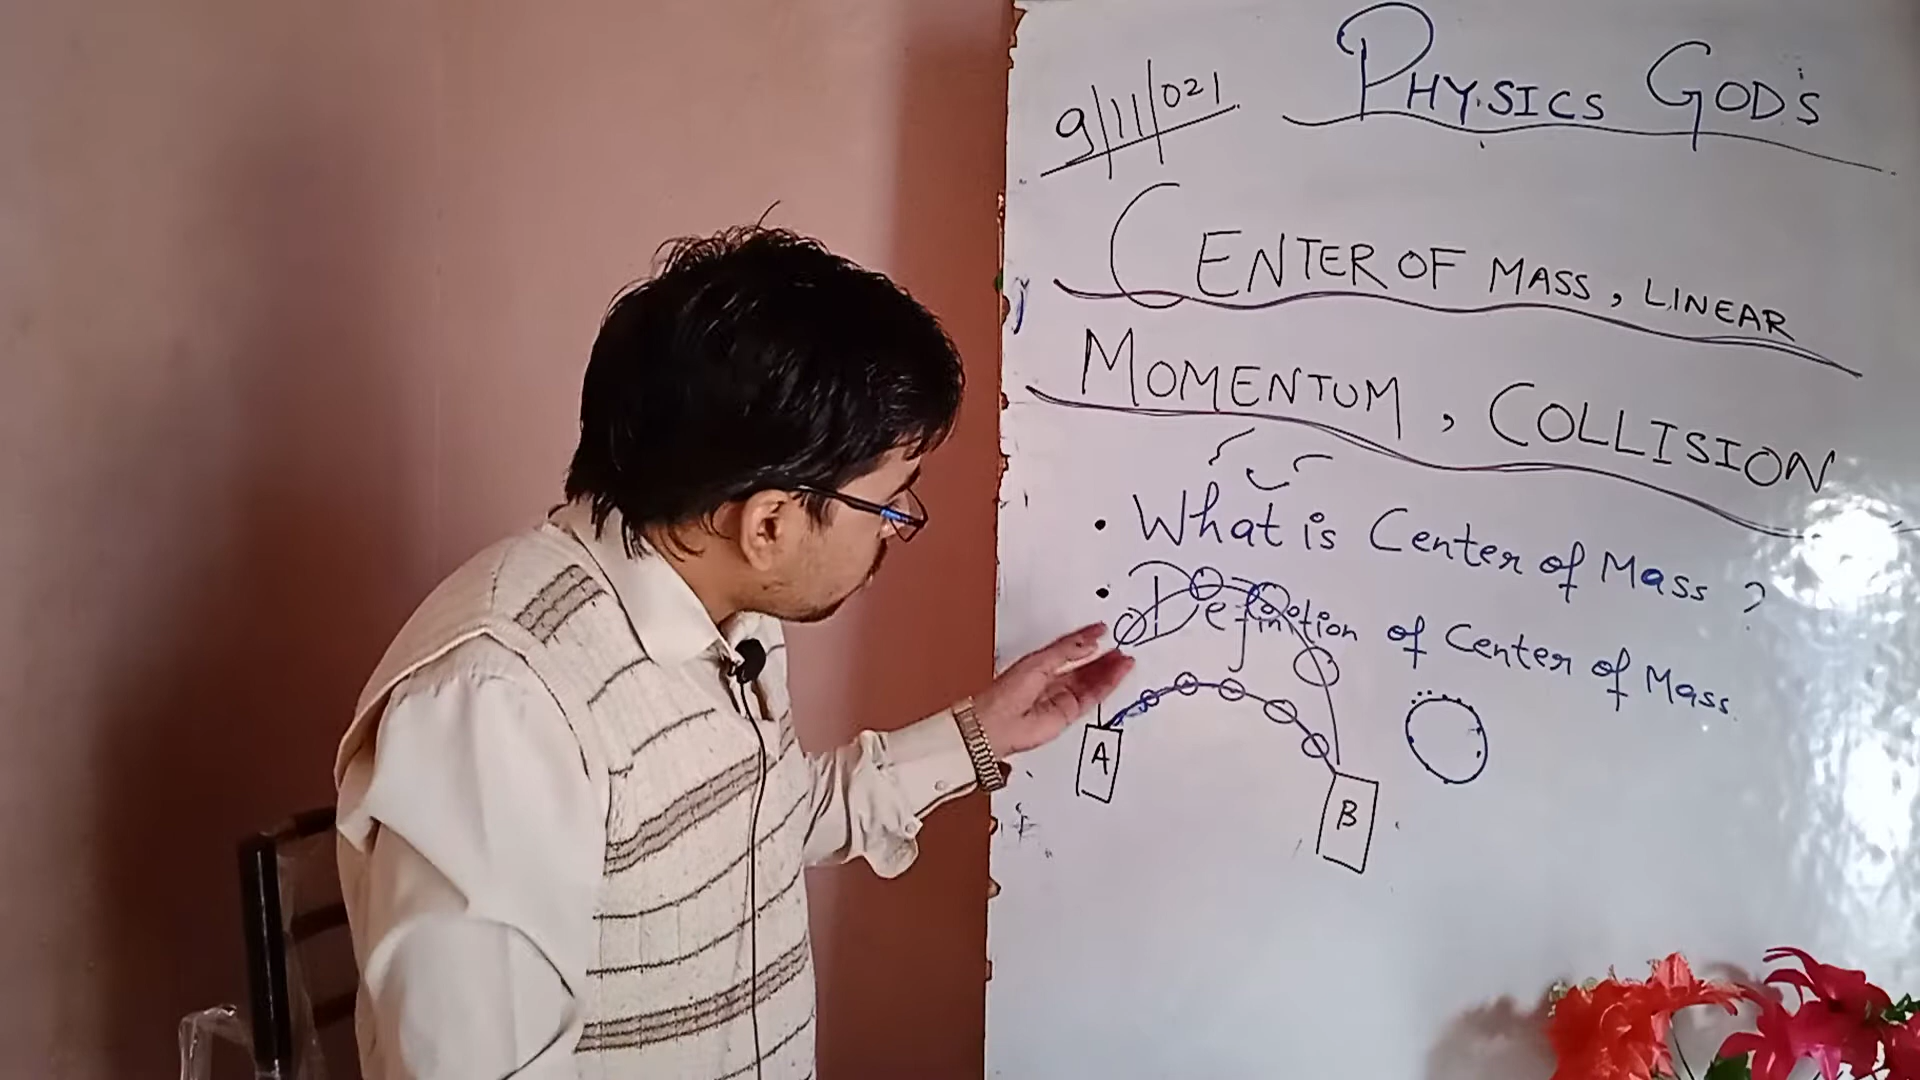 9/11/021
PHYSICS GOD'S
CENTER OF MASS, LINEAR
MOMENTUM, COLLISION
• What is Center of Mass ?
• Definition of Center of Mass.
A
B